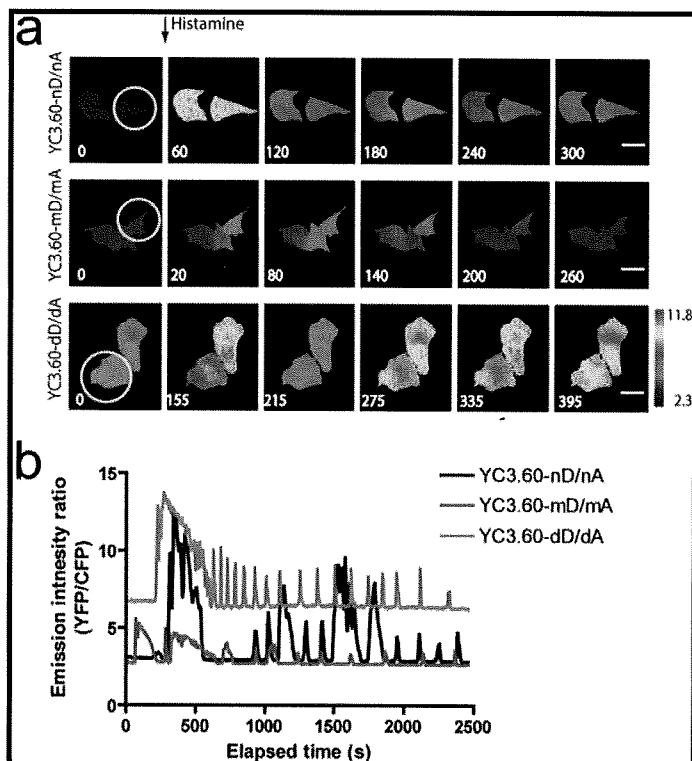 a
Histamine
YC3.60-nD/nA
0 60 120 180 240 300
YC3.60-mD/mA
0 20 80 140 200 260
YC3.60-dD/dA
0 155 215 275 335 395
11.8
2.3
b
Emission intnesity ratio
(YFP/CFP)
15
10
5
0
YC3.60-nD/nA
YC3.60-mD/mA
YC3.60-dD/dA
0 500 1000 1500 2000 2500
Elapsed time (s)